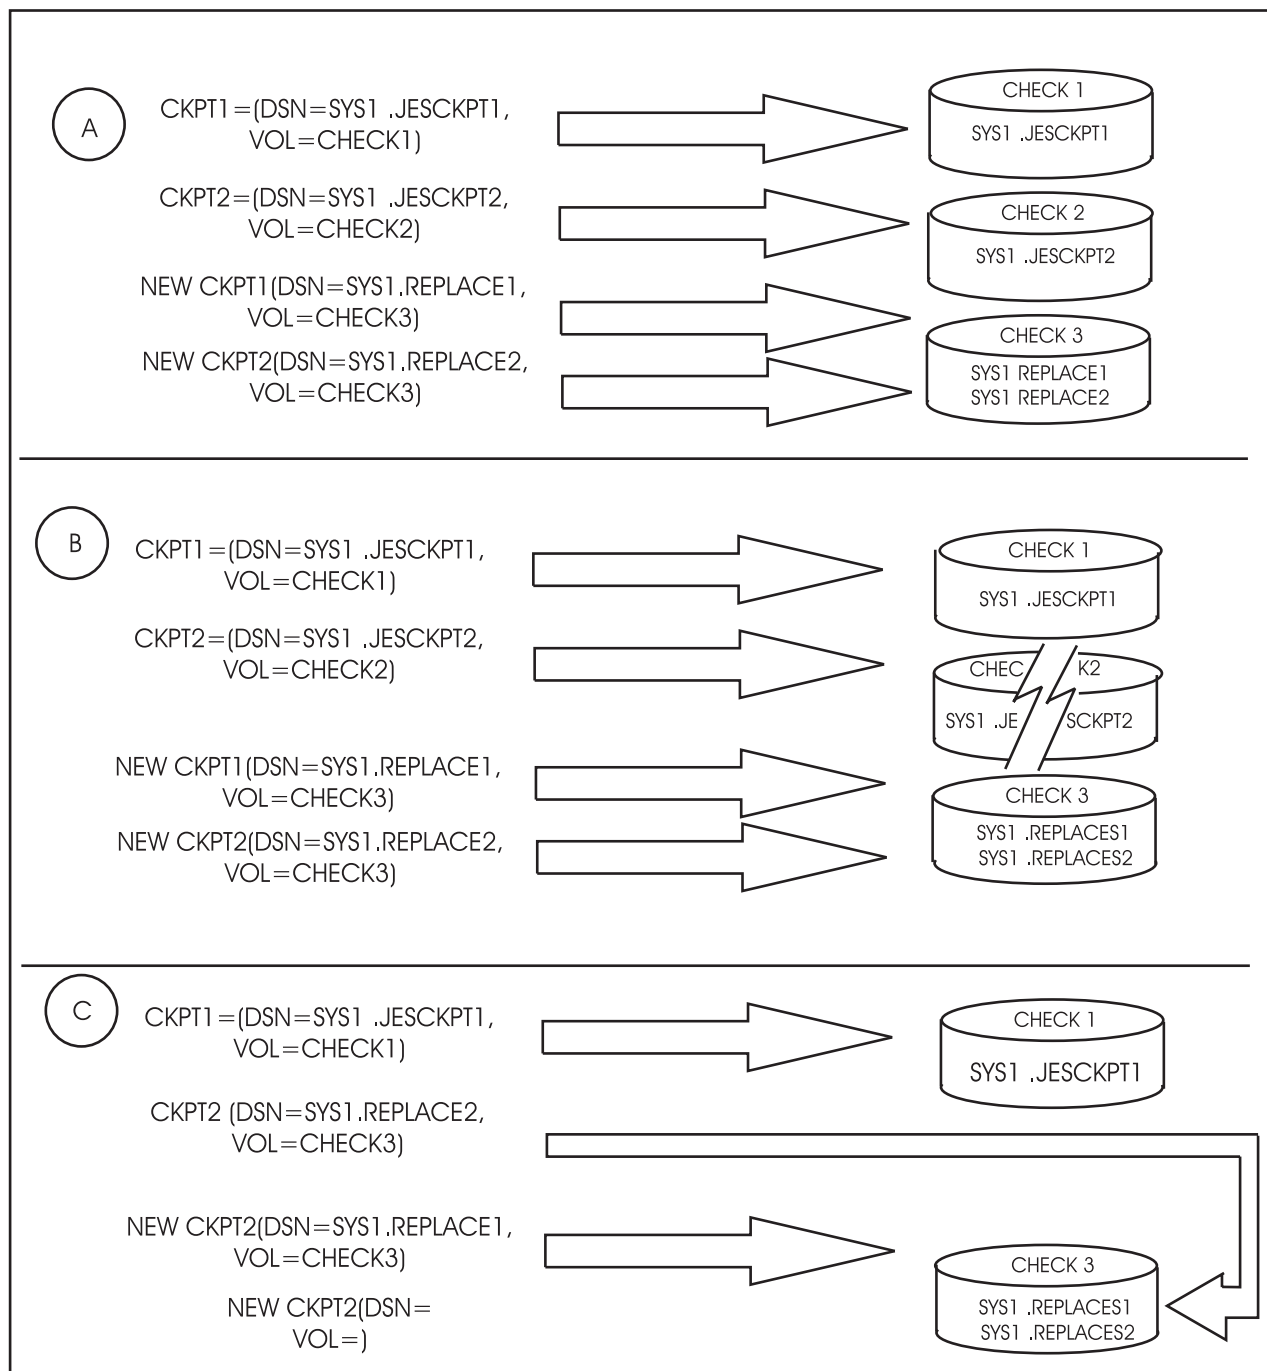 A
CKPT1=(DSN=SYS1 .JESCKPT1,
VOL=CHECK1)
CHECK 1
SYS1 .JESCKPT1
CKPT2=(DSN=SYS1 .JESCKPT2,
VOL=CHECK2)
CHECK 2
SYS1 .JESCKPT2
NEW CKPT1(DSN=SYS1.REPLACE1,
VOL=CHECK3)
NEW CKPT2(DSN=SYS1.REPLACE2,
VOL=CHECK3)
CHECK 3
SYS1 REPLACE1
SYS1 REPLACE2
B
CKPT1=(DSN=SYS1 .JESCKPT1,
VOL=CHECK1)
CHECK 1
SYS1 .JESCKPT1
CKPT2=(DSN=SYS1 .JESCKPT2,
VOL=CHECK2)
CHEC K2
SYS1 .JE SCKPT2
NEW CKPT1(DSN=SYS1.REPLACE1,
VOL=CHECK3)
NEW CKPT2(DSN=SYS1.REPLACE2,
VOL=CHECK3)
CHECK 3
SYS1 .REPLACES1
SYS1 .REPLACES2
C
CKPT1=(DSN=SYS1 .JESCKPT1,
VOL=CHECK1)
CHECK 1
SYS1 .JESCKPT1
CKPT2 (DSN=SYS1.REPLACE2,
VOL=CHECK3)
NEW CKPT2(DSN=SYS1.REPLACE1,
VOL=CHECK3)
NEW CKPT2(DSN=
VOL=)
CHECK 3
SYS1 .REPLACES1
SYS1 .REPLACES2